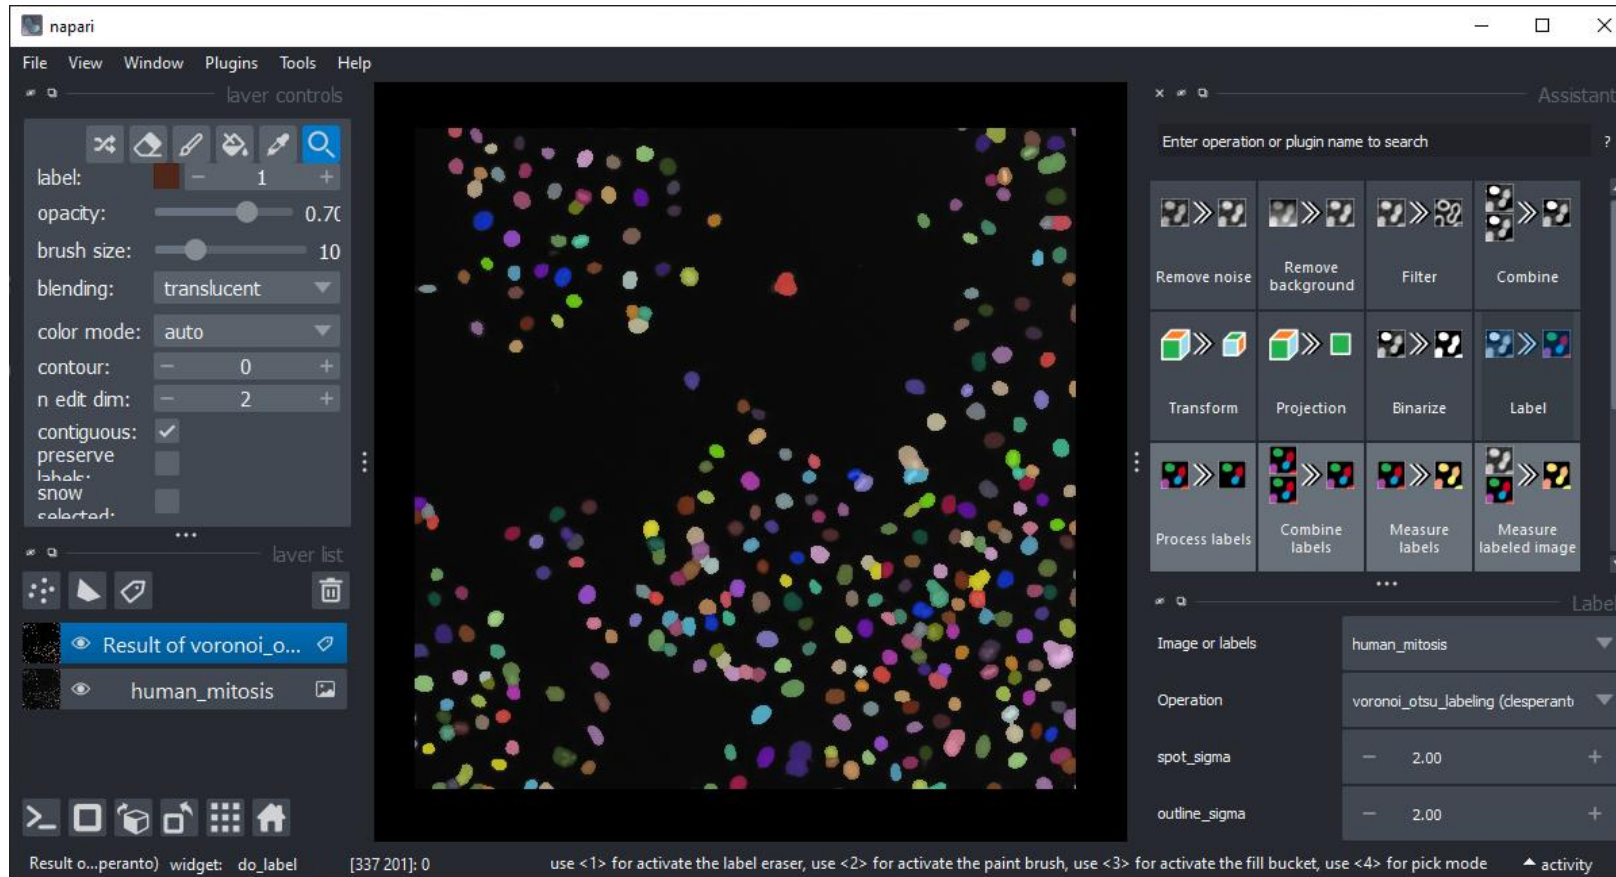 napari
File View Window Plugins Tools Help
layer controls
label: 1
opacity: 0.70
brush size: 10
blending: translucent
color mode: auto
contour: 0
n edit dim: 2
contiguous:
preserve
labels:
show
selected:
layer list
Result of voronoi_o...
human_mitosis
Assistant
Enter operation or plugin name to search ?
Remove noise
Remove
background
Filter
Combine
Transform
Projection
Binarize
Label
Process labels
Combine
labels
Measure
labels
Measure
labeled image
Label
Image or labels human_mitosis
Operation voronoi_otsu_labeling (clesperanto
spot_sigma 2.00
outline_sigma 2.00
Result o...peranto) widget: do_label [337 201]: 0 use <1> for activate the label eraser, use <2> for activate the paint brush, use <3> for activate the fill bucket, use <4> for pick mode activity